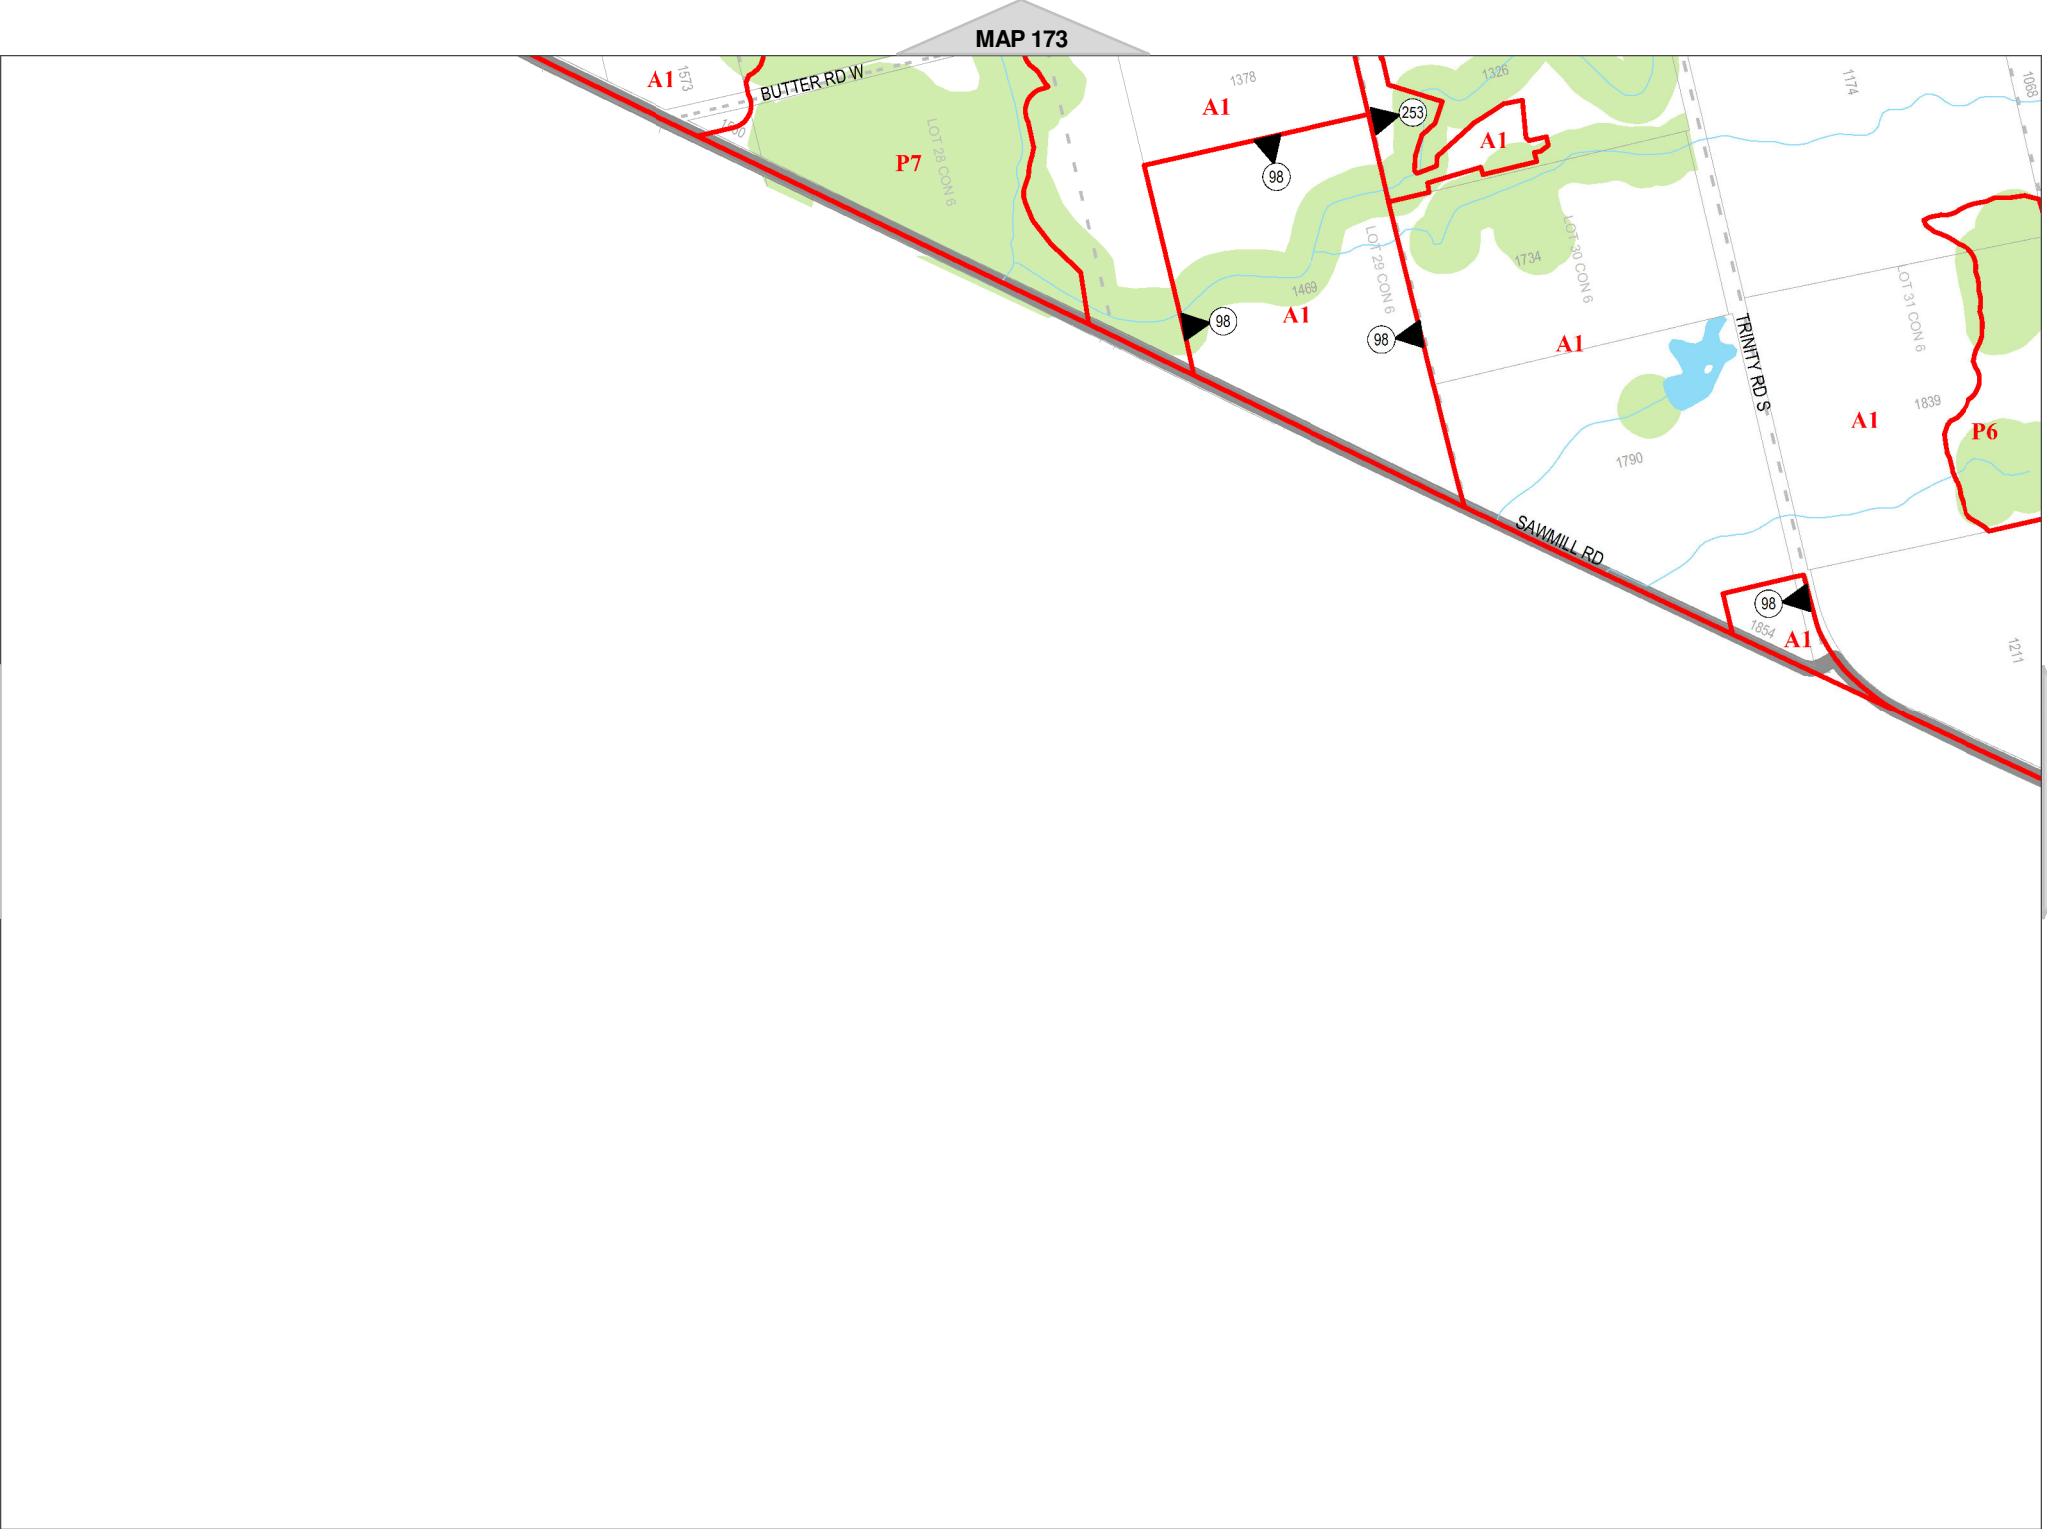 MAP 173
A1
1573
BUTTER RD W
1378
1326
1174
1068
A1
253
LOT 28 CON 6
P7
A1
98
LOT 29 CON 6
LOT 30 CON 6
1734
1469
A1
98
98
A1
LOT 31 CON 6
TRINITY RD S
1839
A1
P6
1790
SAWMILL RD
98
1854
A1
1211